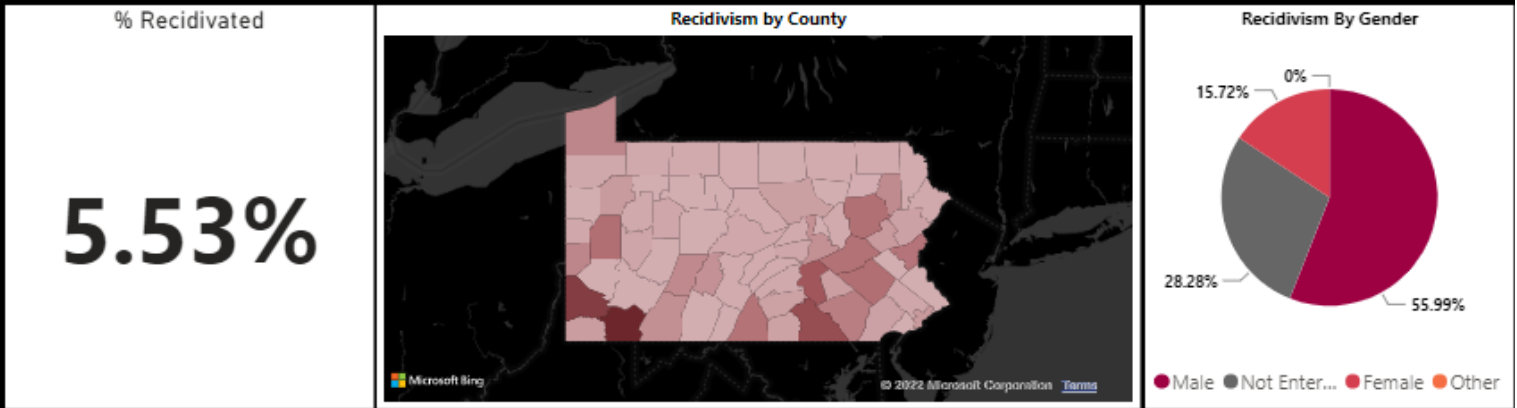 % Recidivated
5.53%
Recidivism by County
Microsoft Bing
© 2022 Microsoft Corporation Terms
Recidivism By Gender
0%
15.72%
28.28%
55.99%
Male Not Enter... Female Other